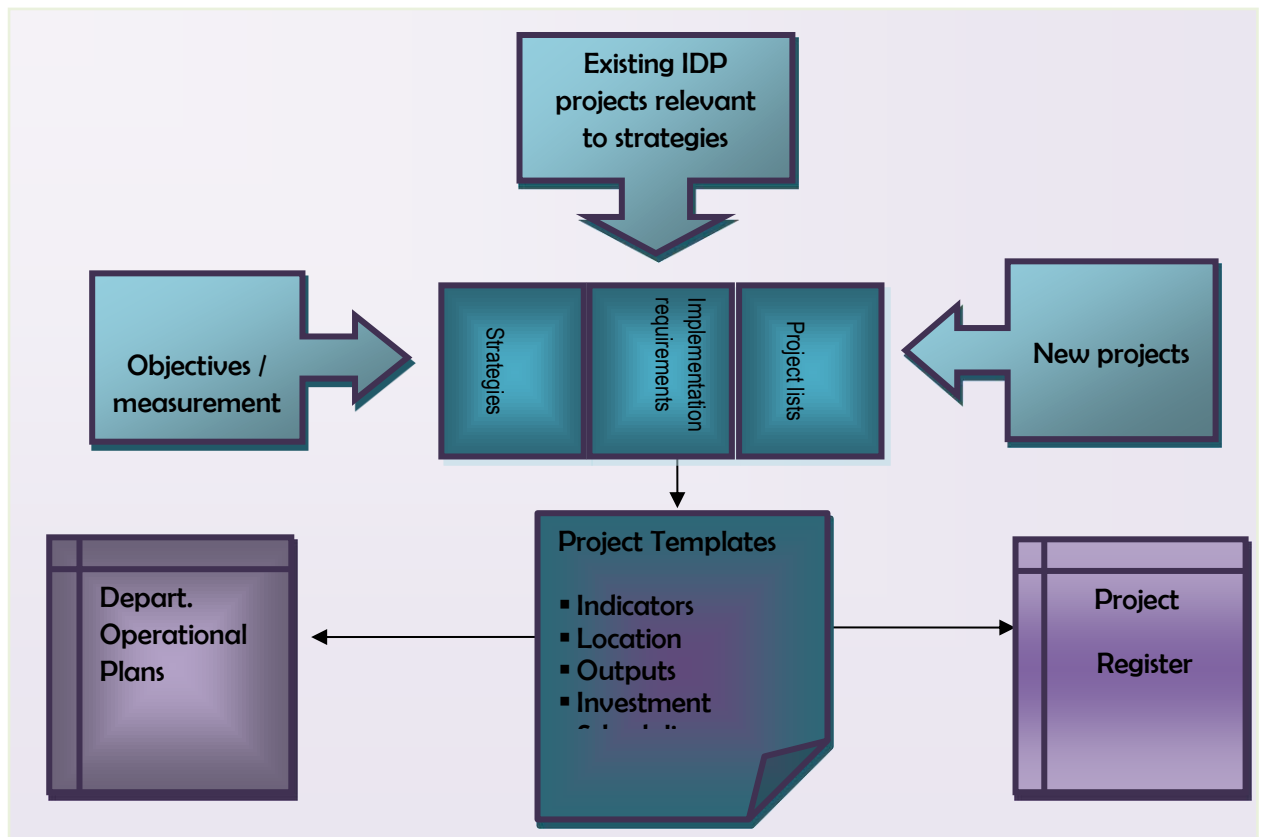 Existing IDP
projects relevant
to strategies
Objectives /
measurement
Strategies
Implementation
requirements
Project lists
New projects
Depart.
Operational
Plans
Project Templates
▪ Indicators
▪ Location
▪ Outputs
▪ Investment
Project
Register